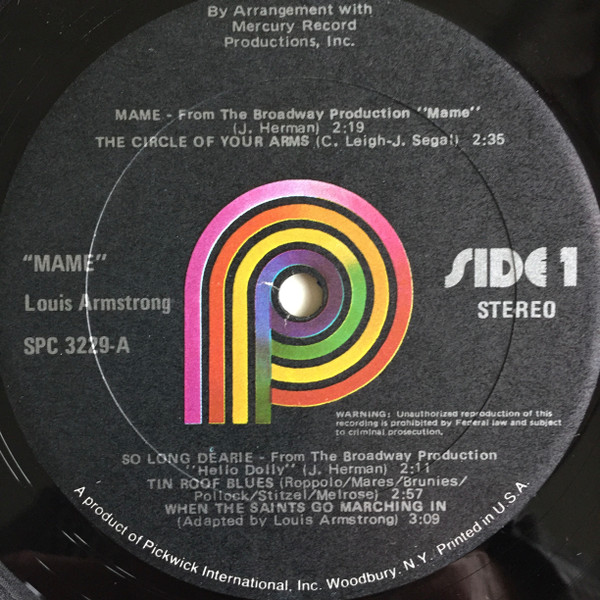 By Arrangement with
Mercury Record
Productions, Inc.
MAME - From The Broadway Production "Mame"
(J. Herman) 2:19
THE CIRCLE OF YOUR ARMS (C. Leigh-J. Segal) 2:35
"MAME"
Louis Armstrong
SPC 3229-A
SIDE 1
STEREO
WARNING: Unauthorized reproduction of this
recording is prohibited by Federal law and subject
to criminal prosecution.
SO LONG DEARIE - From The Broadway Production
"Hello Dolly" (J. Herman) 2:11
TIN ROOF BLUES (Roppolo/Mares/Brunies/
Pollock/Stitzel/Melrose) 2:57
WHEN THE SAINTS GO MARCHING IN
(Adapted by Louis Armstrong) 3:09
A product of Pickwick International, Inc. Woodbury, N.Y. Printed in U.S.A.